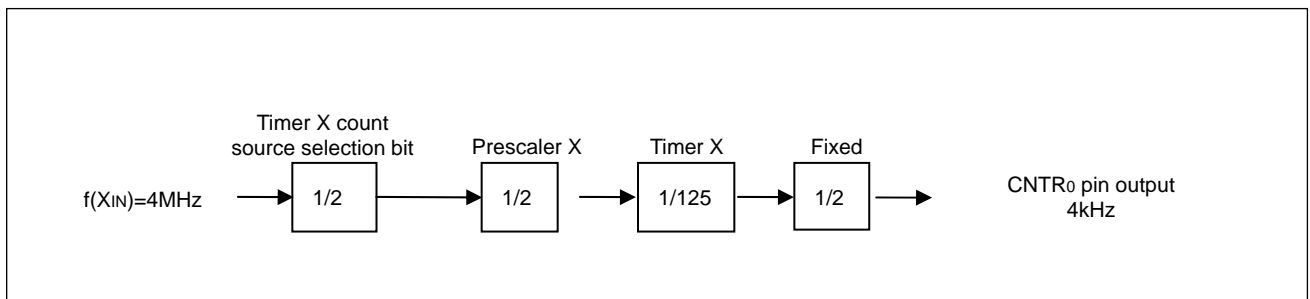 Timer X count
source selection bit
Prescaler X
Timer X
Fixed
f(XIN)=4MHz
1/2
1/2
1/125
1/2
CNTR0 pin output
4kHz